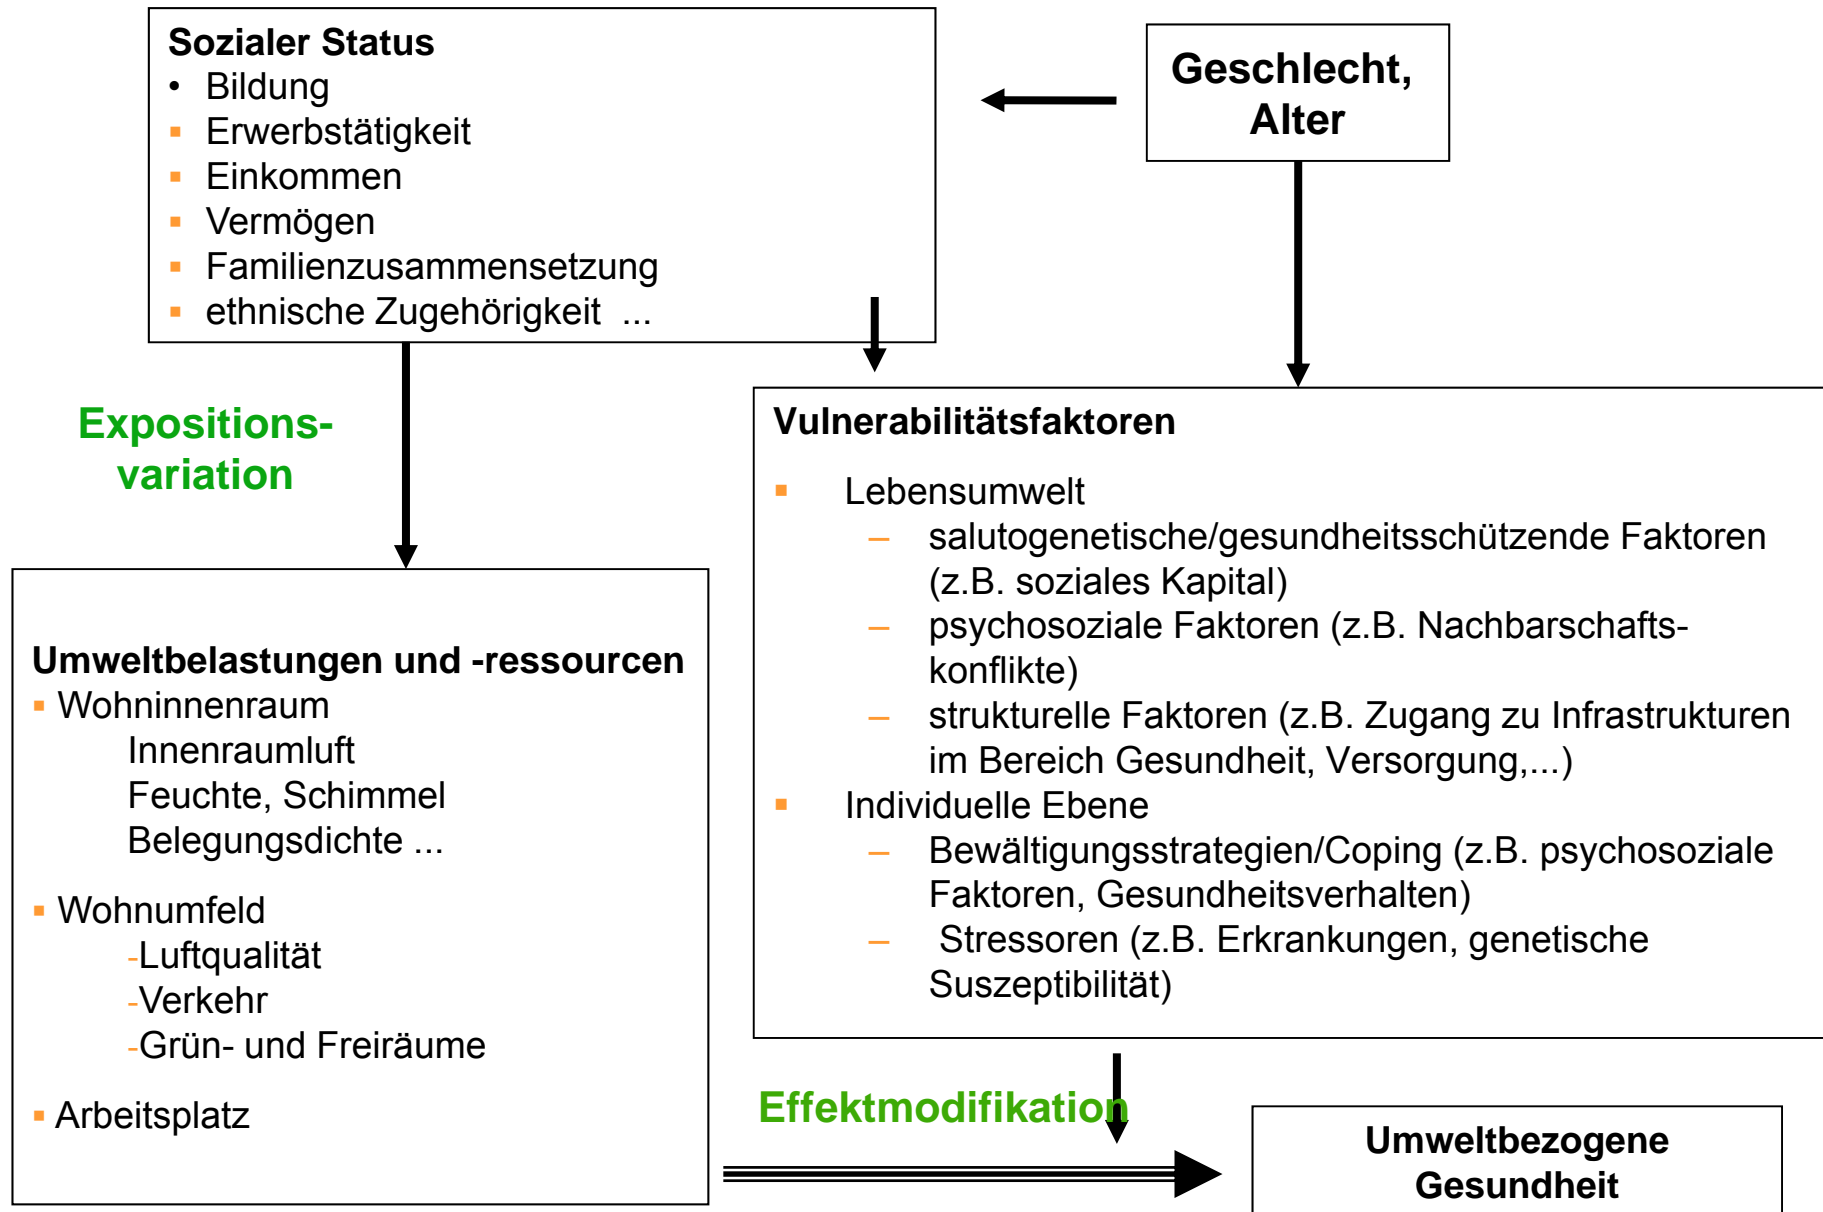 Sozialer Status
• Bildung
▪ Erwerbstätigkeit
▪ Einkommen
▪ Vermögen
▪ Familienzusammensetzung
▪ ethnische Zugehörigkeit ...
Geschlecht,
Alter
Expositions-
variation
Vulnerabilitätsfaktoren
▪ Lebensumwelt
– salutogenetische/gesundheitsschützende Faktoren
(z.B. soziales Kapital)
– psychosoziale Faktoren (z.B. Nachbarschafts-
konflikte)
– strukturelle Faktoren (z.B. Zugang zu Infrastrukturen
im Bereich Gesundheit, Versorgung,...)
▪ Individuelle Ebene
– Bewältigungsstrategien/Coping (z.B. psychosoziale
Faktoren, Gesundheitsverhalten)
– Stressoren (z.B. Erkrankungen, genetische
Suszeptibilität)
Umweltbelastungen und -ressourcen
▪ Wohninnenraum
Innenraumluft
Feuchte, Schimmel
Belegungsdichte ...
▪ Wohnumfeld
-Luftqualität
-Verkehr
-Grün- und Freiräume
▪ Arbeitsplatz
Effektmodifikation
Umweltbezogene
Gesundheit